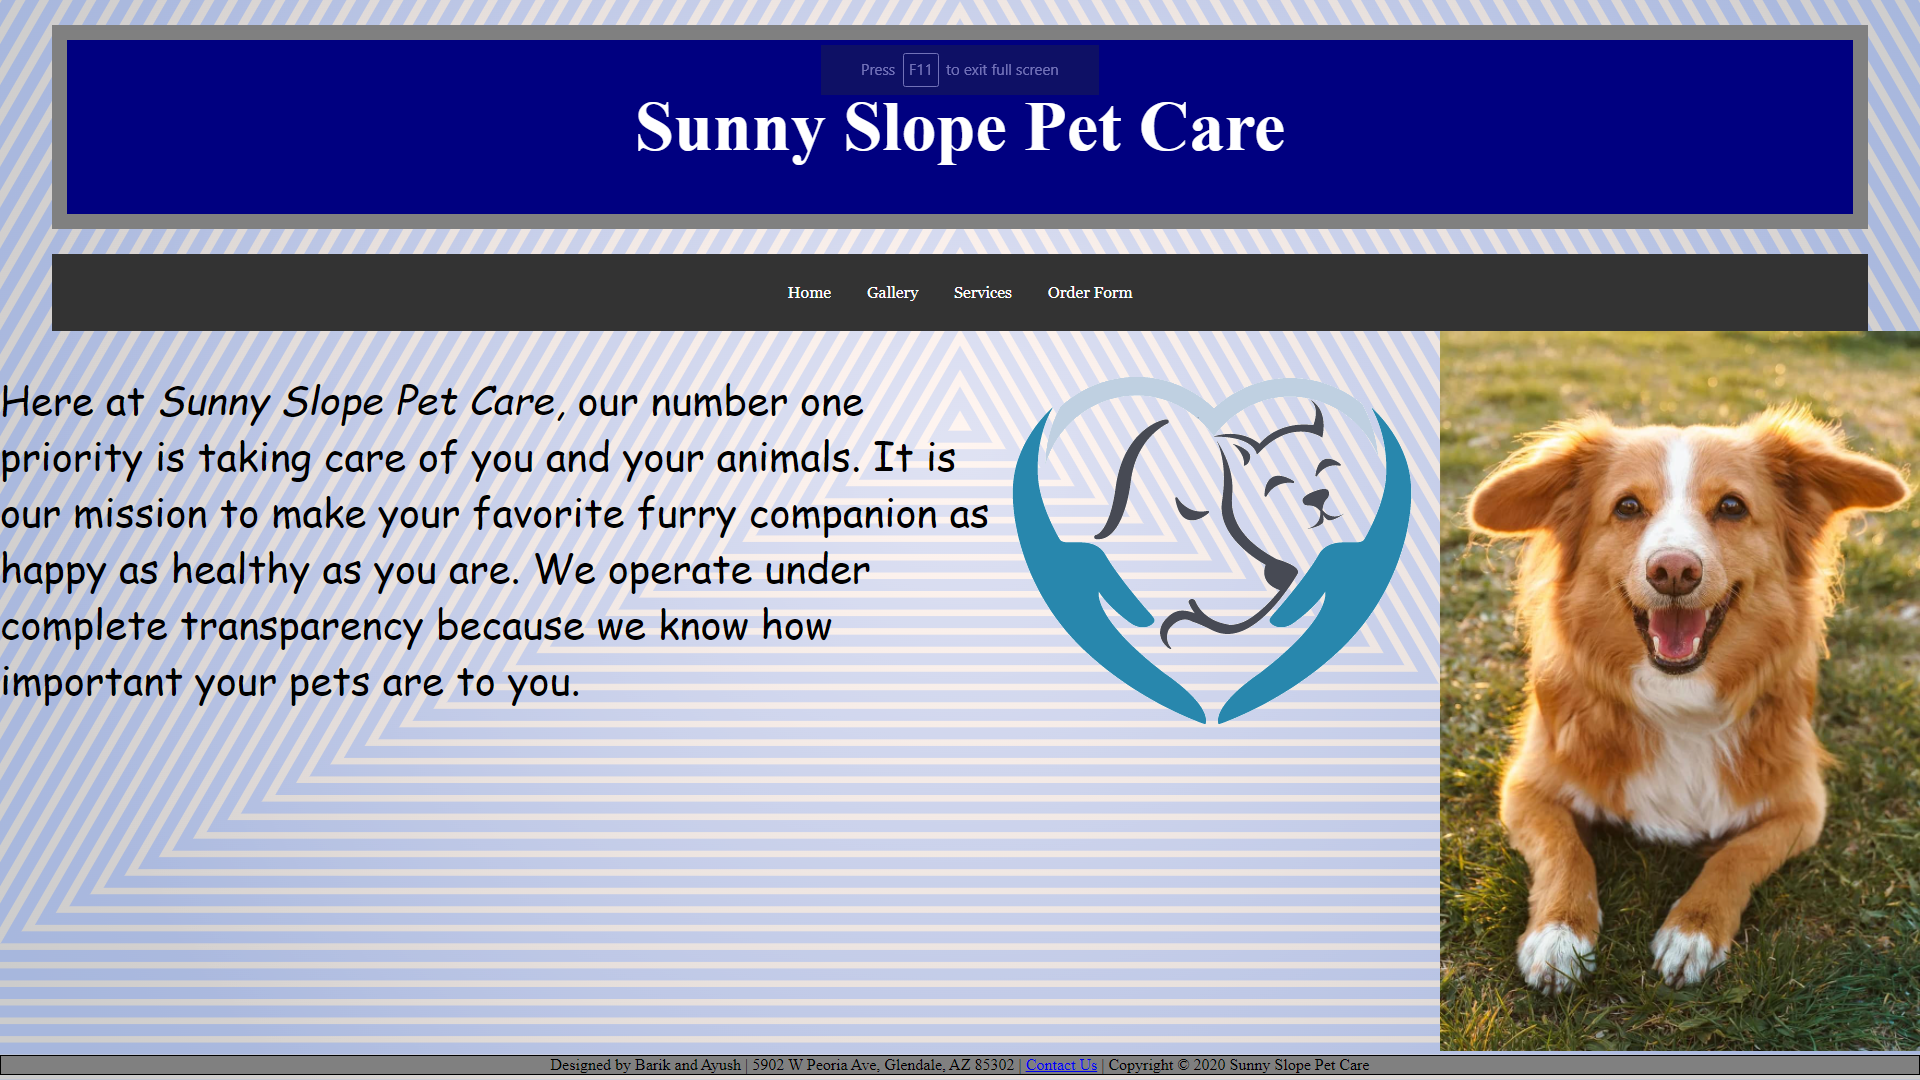 Press F11 to exit full screen
Sunny Slope Pet Care
Home Gallery Services Order Form
Here at Sunny Slope Pet Care, our number one
priority is taking care of you and your animals. It is
our mission to make your favorite furry companion as
happy as healthy as you are. We operate under
complete transparency because we know how
important your pets are to you.
Designed by Barik and Ayush | 5902 W Peoria Ave, Glendale, AZ 85302 | Contact Us | Copyright © 2020 Sunny Slope Pet Care